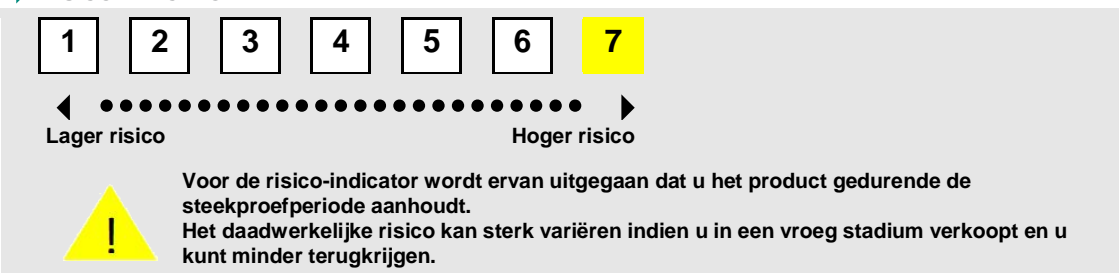 1 2 3 4 5 6 7
Lager risico Hoger risico
Voor de risico-indicator wordt ervan uitgegaan dat u het product gedurende de
steekproefperiode aanhoudt.
!
Het daadwerkelijke risico kan sterk variëren indien u in een vroeg stadium verkoopt en u
kunt minder terugkrijgen.